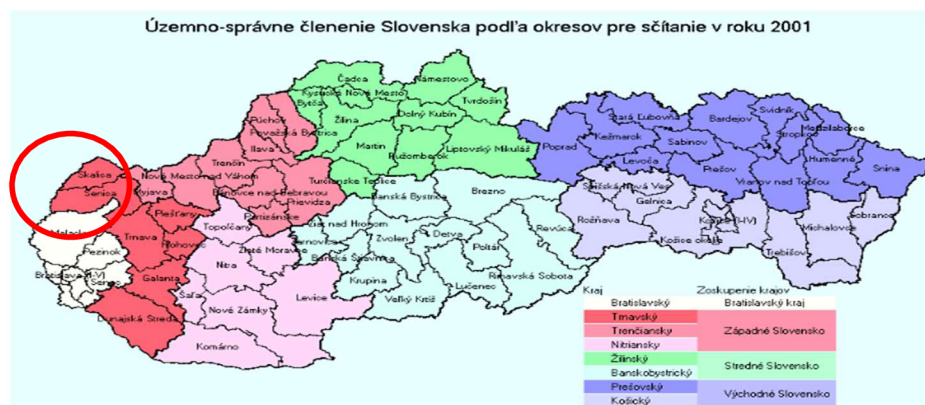 Územno-správne členenie Slovenska podľa okresov pre sčítanie v roku 2001
Čadca
Námestovo
Kysucké Nové Mesto
Bytča
Tvrdošín
Púchov
Žilina
Dolný Kubín
Považská Bystrica
Ilava
Martin
Ružomberok
Liptovský Mikuláš
Trenčín
Turčianske Teplice
Skalica
Senica
Myjava
Nové Mesto nad Váhom
Bánovce nad Bebravou
Prievidza
Partizánske
Topoľčany
Piešťany
Trnava
Hlohovec
Galanta
Dunajská Streda
Pezinok
Senec
Nitra
Zlaté Moravce
Šaľa
Nové Zámky
Levice
Komárno
Banská Bystrica
Brezno
Zvolen
Detva
Banská Štiavnica
Krupina
Veľký Krtíš
Lučenec
Poltár
Revúca
Rimavská Sobota
Poprad
Kežmarok
Stará Ľubovňa
Sabinov
Levoča
Bardejov
Svidník
Stropkov
Medzilaborce
Humenné
Snina
Prešov
Vranov nad Topľou
Spišská Nová Ves
Gelnica
Rožňava
Košice okolie
Košice (I-IV)
Trebišov
Michalovce
Sobrance
Kraj Zoskupenie krajov
Bratislavský Bratislavský kraj
Trnavský
Trenčiansky Západné Slovensko
Nitriansky
Žilinský Stredné Slovensko
Banskobystrický
Prešovský Východné Slovensko
Košický